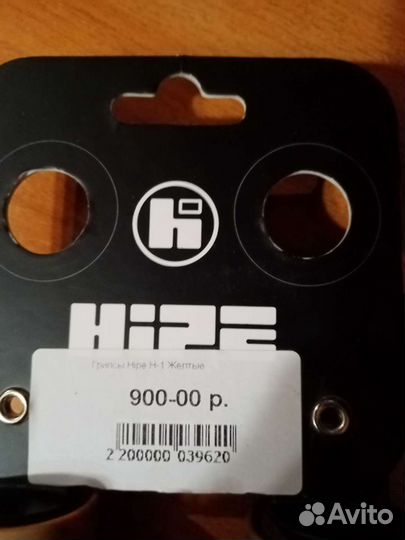 HIPE
Грипсы Hipe H-1 Желтые
900-00 р.
2 200000 039620
Avito